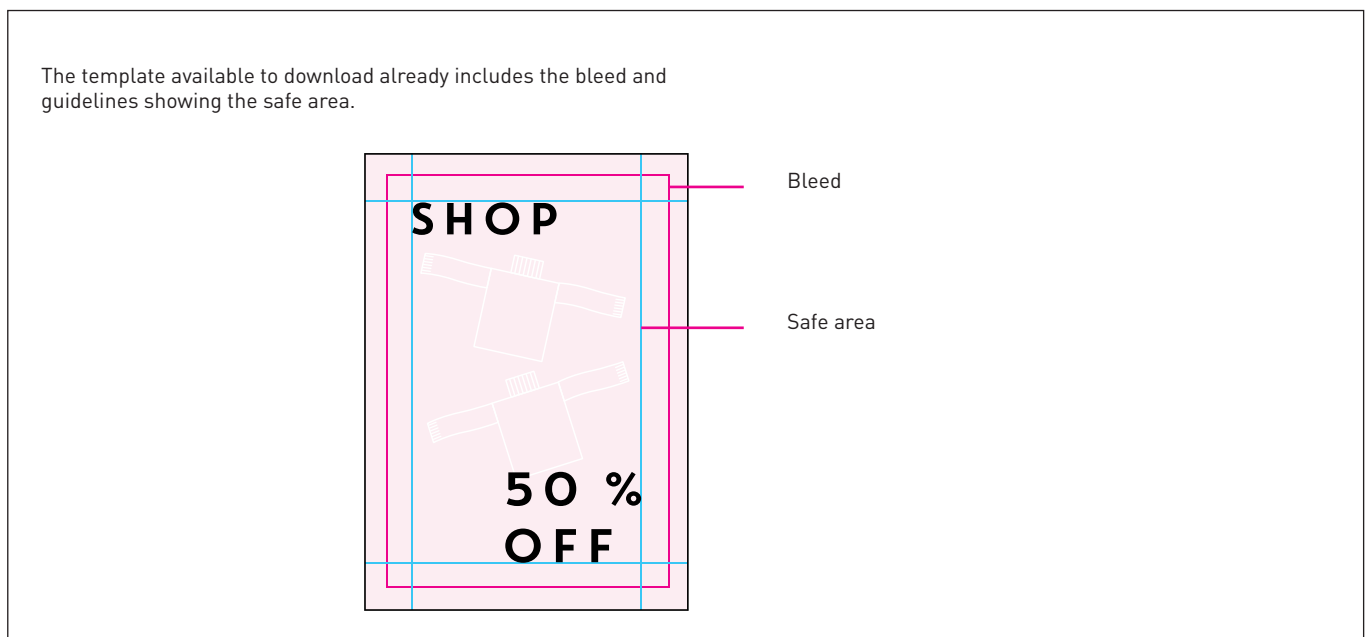 The template available to download already includes the bleed and
guidelines showing the safe area.
Bleed
SHOP
Safe area
50 %
OFF